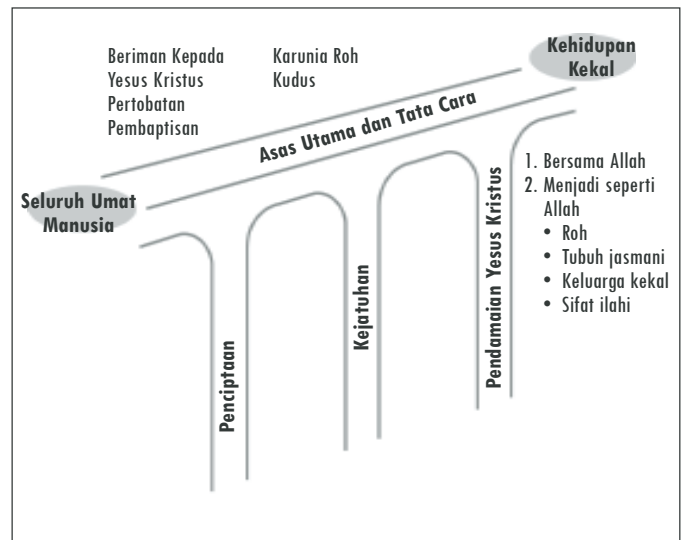 Beriman Kepada
Yesus Kristus
Pertobatan
Pembaptisan
Karunia Roh
Kudus
Kehidupan
Kekal
Asas Utama dan Tata Cara
Seluruh Umat
Manusia
Penciptaan
Kejatuhan
Pendamaian Yesus Kristus
1. Bersama Allah
2. Menjadi seperti
Allah
• Roh
• Tubuh jasmani
• Keluarga kekal
• Sifat ilahi